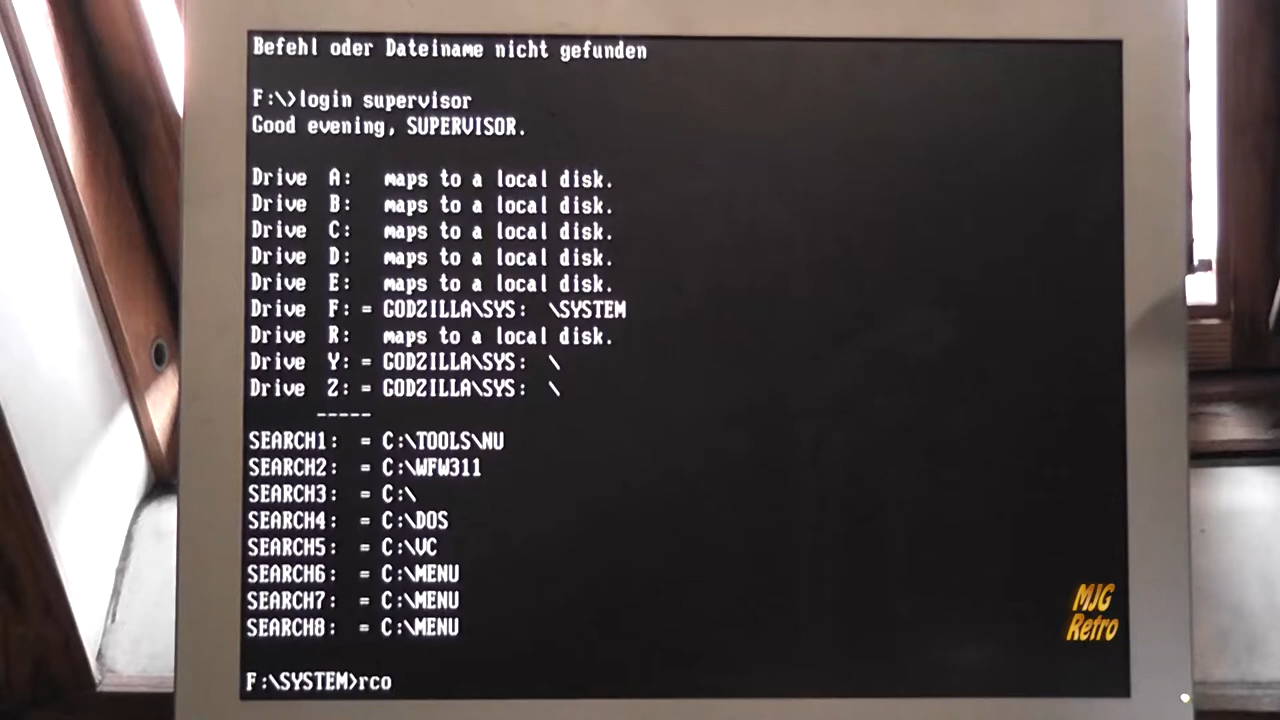 Befehl oder Dateiname nicht gefunden
F:\>login supervisor
Good evening, SUPERVISOR.
Drive A: maps to a local disk.
Drive B: maps to a local disk.
Drive C: maps to a local disk.
Drive D: maps to a local disk.
Drive E: maps to a local disk.
Drive F: = GODZILLA\SYS: \SYSTEM
Drive R: maps to a local disk.
Drive Y: = GODZILLA\SYS: \
Drive Z: = GODZILLA\SYS: \
-----
SEARCH1: = C:\TOOLS\NU
SEARCH2: = C:\WFW311
SEARCH3: = C:\
SEARCH4: = C:\DOS
SEARCH5: = C:\VC
SEARCH6: = C:\MENU
SEARCH7: = C:\MENU
SEARCH8: = C:\MENU
F:\SYSTEM>rco
MJG
Retro